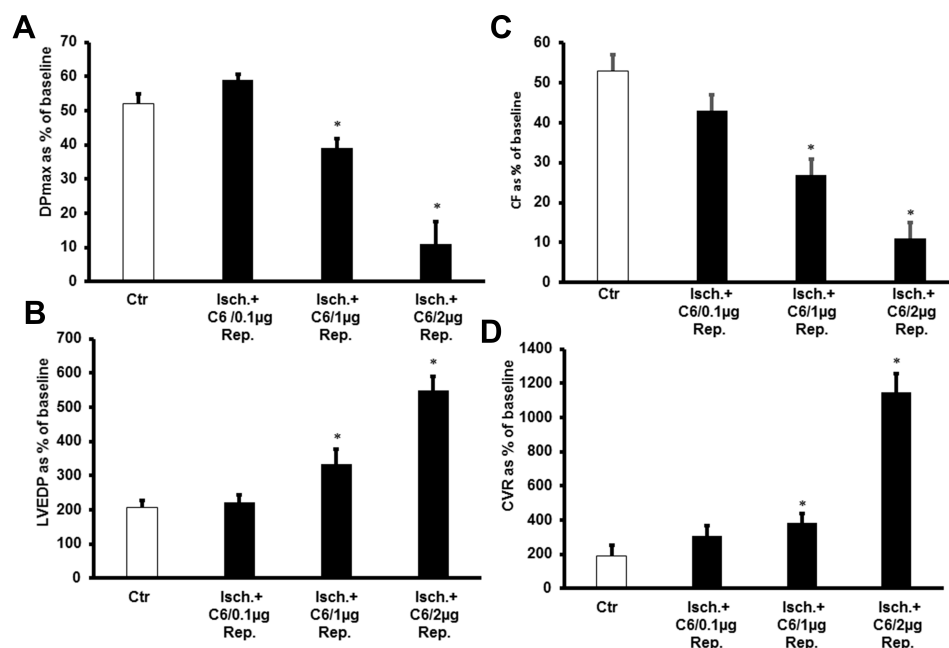 A
DPmax as % of baseline
70
60
50
40
30
20
10
0
*
*
Ctr
Isch.+
C6 /0.1µg
Rep.
Isch.+
C6/1µg
Rep.
Isch.+
C6/2µg
Rep.
B
LVEDP as % of baseline
700
600
500
400
300
200
100
0
*
*
Ctr
Isch.+
C6/0.1µg
Rep.
Isch.+
C6/1µg
Rep.
Isch.+
C6/2µg
Rep.
C
CF as % of baseline
60
50
40
30
20
10
0
*
*
Ctr
Isch.+
C6/0.1µg
Rep.
Isch.+
C6/1µg
Rep.
Isch.+
C6/2µg
Rep.
D
CVR as % of baseline
1400
1200
1000
800
600
400
200
0
*
*
Ctr
Isch.+
C6/0.1µg
Rep.
Isch.+
C6/1µg
Rep.
Isch.+
C6/2µg
Rep.